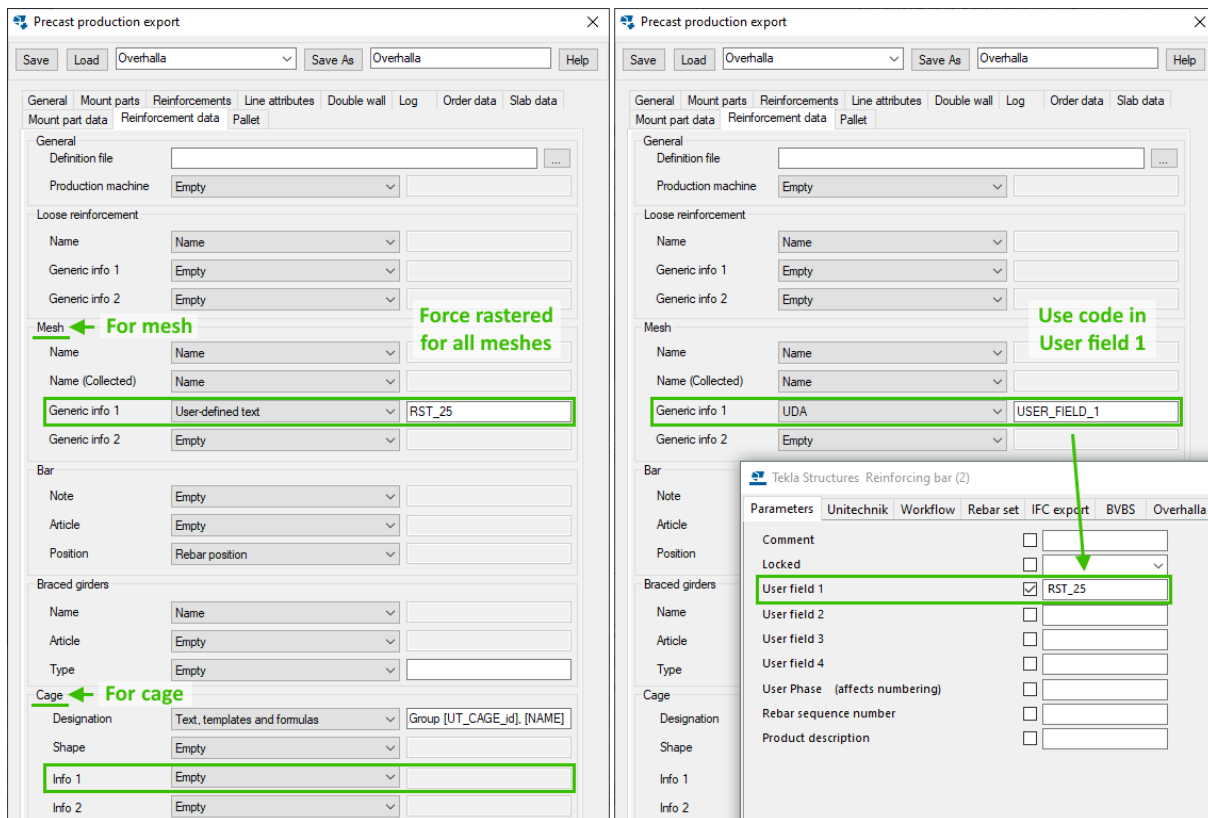 Precast production export
Save Load Overhalla Save As Overhalla Help
General Mount parts Reinforcements Line attributes Double wall Log Order data Slab data
Mount part data Reinforcement data Pallet
General
Definition file ...
Production machine Empty
Loose reinforcement
Name Name
Generic info 1 Empty
Generic info 2 Empty
Mesh For mesh
Force rastered
for all meshes
Name Name
Name (Collected) Name
Generic info 1 User-defined text RST_25
Generic info 2 Empty
Bar
Note Empty
Article Empty
Position Rebar position
Braced girders
Name Name
Article Empty
Type Empty
Cage For cage
Designation Text, templates and formulas Group [UT_CAGE_id], [NAME]
Shape Empty
Info 1 Empty
Info 2 Empty
Precast production export
Save Load Overhalla Save As Overhalla Help
General Mount parts Reinforcements Line attributes Double wall Log Order data Slab data
Mount part data Reinforcement data Pallet
General
Definition file ...
Production machine Empty
Loose reinforcement
Name Name
Generic info 1 Empty
Generic info 2 Empty
Mesh
Use code in
User field 1
Name Name
Name (Collected) Name
Generic info 1 UDA USER_FIELD_1
Generic info 2 Empty
Bar
Note
Article
Position
Braced girders
Name
Article
Type
Cage
Designation
Shape
Info 1
Info 2
Tekla Structures Reinforcing bar (2)
Parameters Unitechnik Workflow Rebar set IFC export BVBS Overhalla
Comment
Locked
User field 1 RST_25
User field 2
User field 3
User field 4
User Phase (affects numbering)
Rebar sequence number
Product description